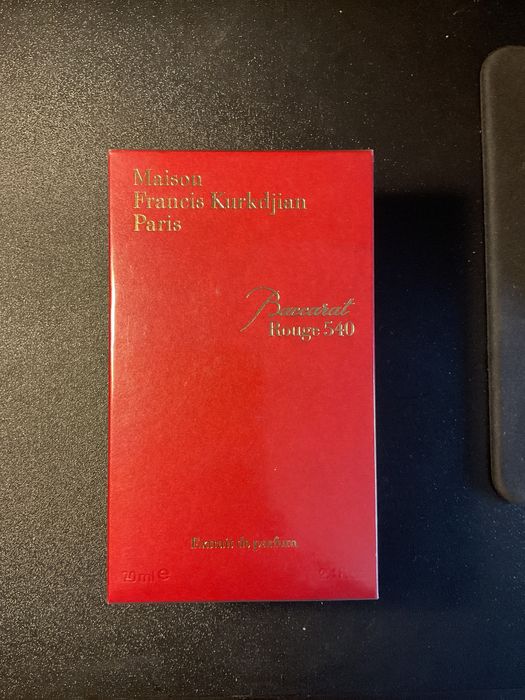 Maison
Francis Kurkdjian
Paris
Baccarat
Rouge 540
Extrait de parfum
70 ml e